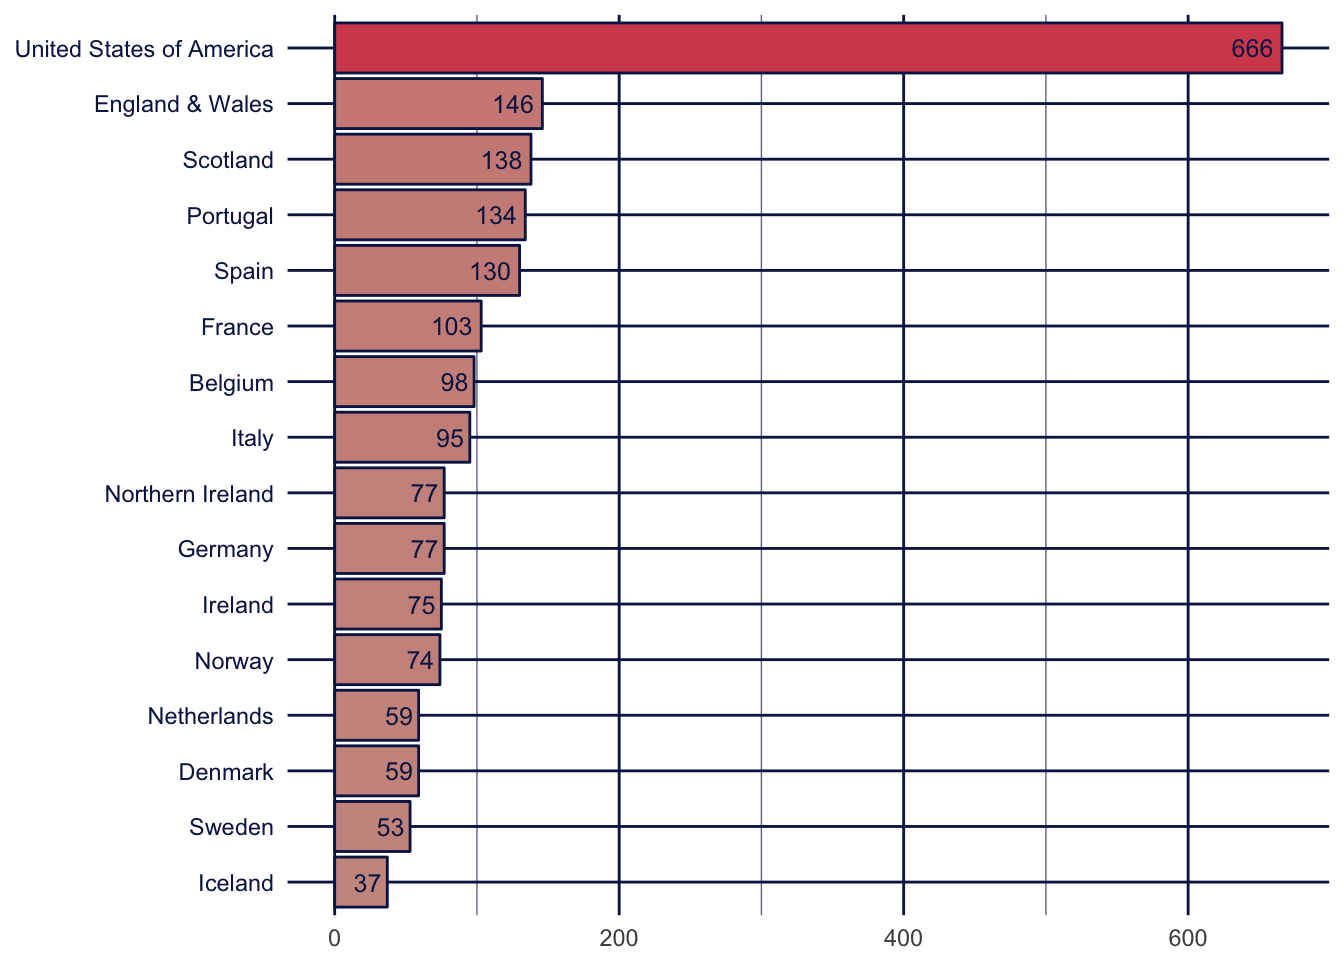 United States of America 666
England & Wales 146
Scotland 138
Portugal 134
Spain 130
France 103
Belgium 98
Italy 95
Northern Ireland 77
Germany 77
Ireland 75
Norway 74
Netherlands 59
Denmark 59
Sweden 53
Iceland 37
0 200 400 600